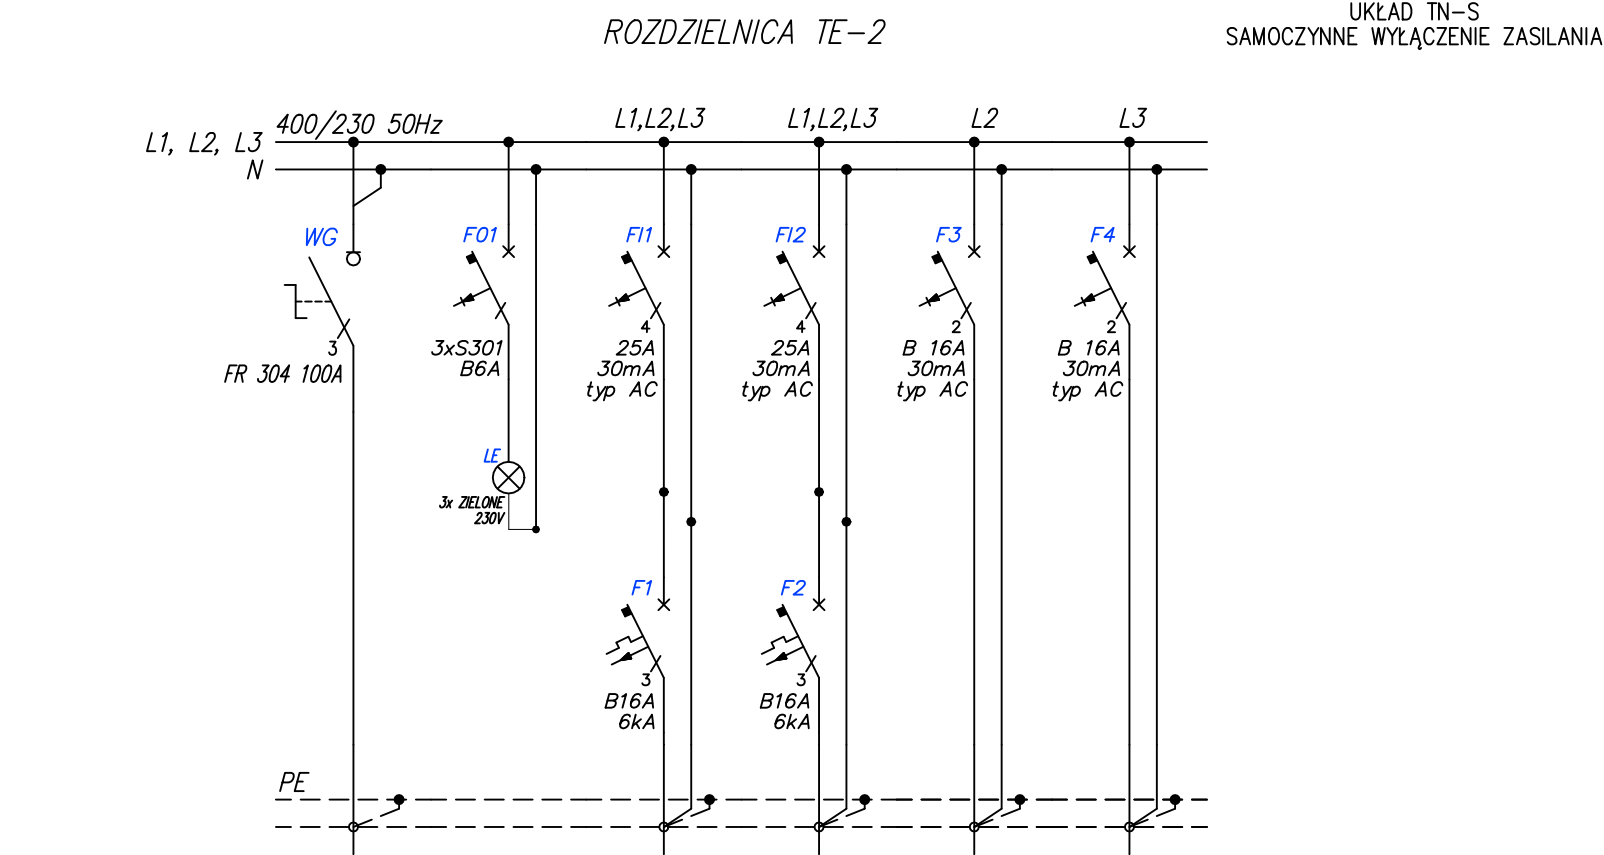 UKŁAD TN-S
SAMOCZYNNE WYŁĄCZENIE ZASILANIA
ROZDZIELNICA TE-2
400/230 50Hz
L1,L2,L3
L1,L2,L3
L2
L3
L1, L2, L3
N
WG
F01
FI1
FI2
F3
F4
3
4
4
2
2
FR 304 100A
3xS301
B6A
25A
30mA
typ AC
25A
30mA
typ AC
B 16A
30mA
typ AC
B 16A
30mA
typ AC
LE
3x ZIELONE
230V
F1
F2
3
3
B16A
6kA
B16A
6kA
PE